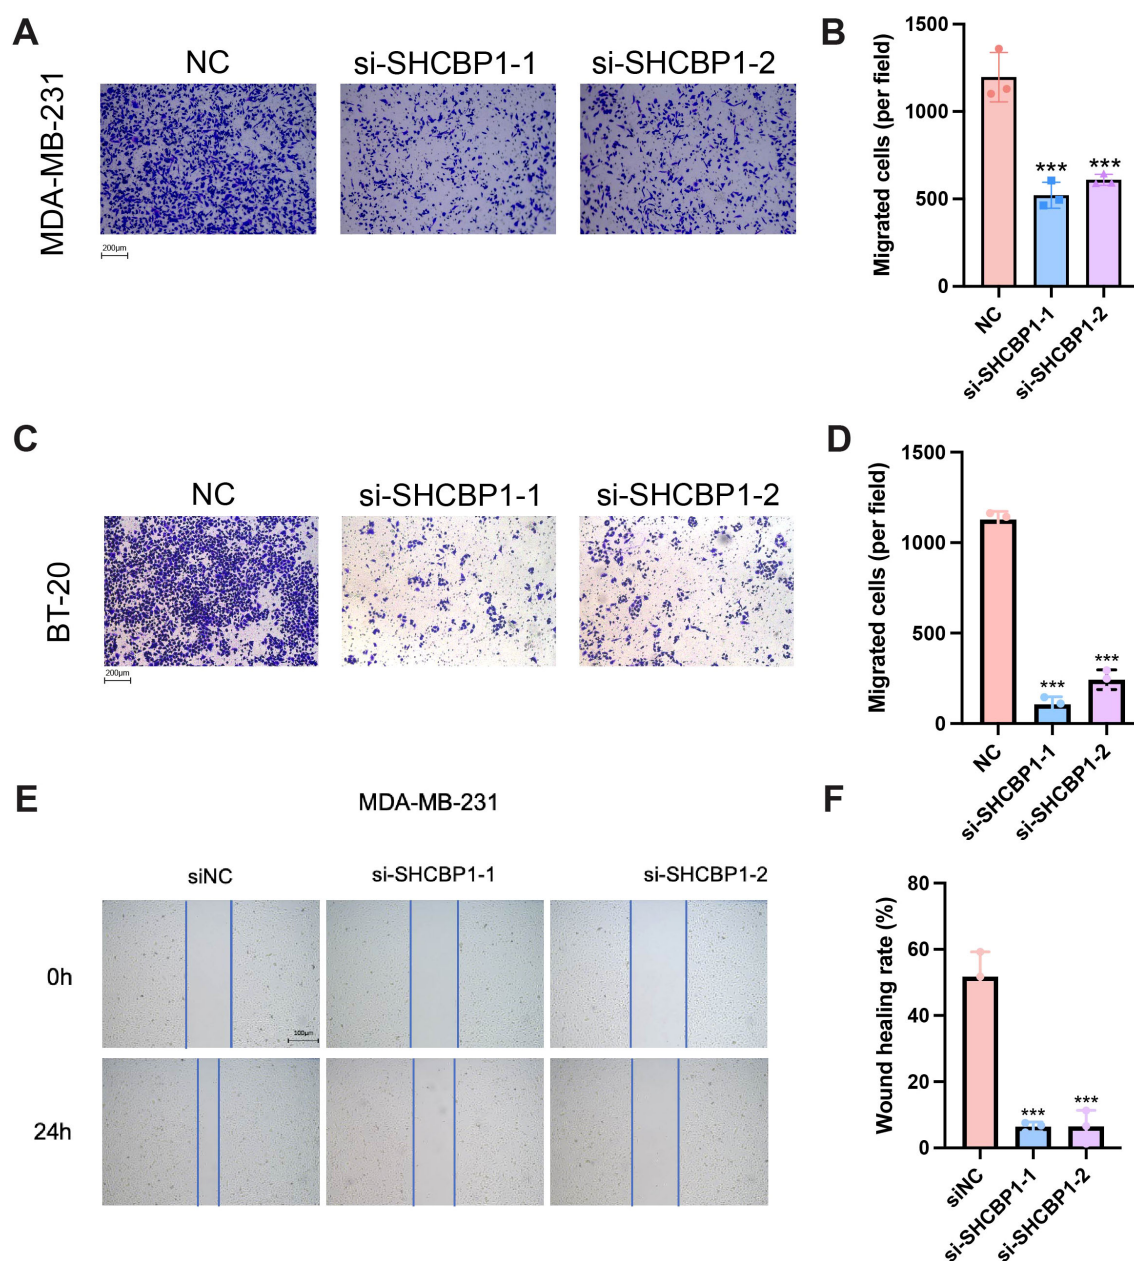 A
NC
si-SHCBP1-1
si-SHCBP1-2
MDA-MB-231
200μm
B
Migrated cells (per field)
1500
1000
500
0
***
***
NC
si-SHCBP1-1
si-SHCBP1-2
C
NC
si-SHCBP1-1
si-SHCBP1-2
BT-20
200μm
D
Migrated cells (per field)
1500
1000
500
0
***
***
NC
si-SHCBP1-1
si-SHCBP1-2
E
MDA-MB-231
siNC
si-SHCBP1-1
si-SHCBP1-2
0h
100μm
24h
F
Wound healing rate (%)
80
60
40
20
0
***
***
siNC
si-SHCBP1-1
si-SHCBP1-2